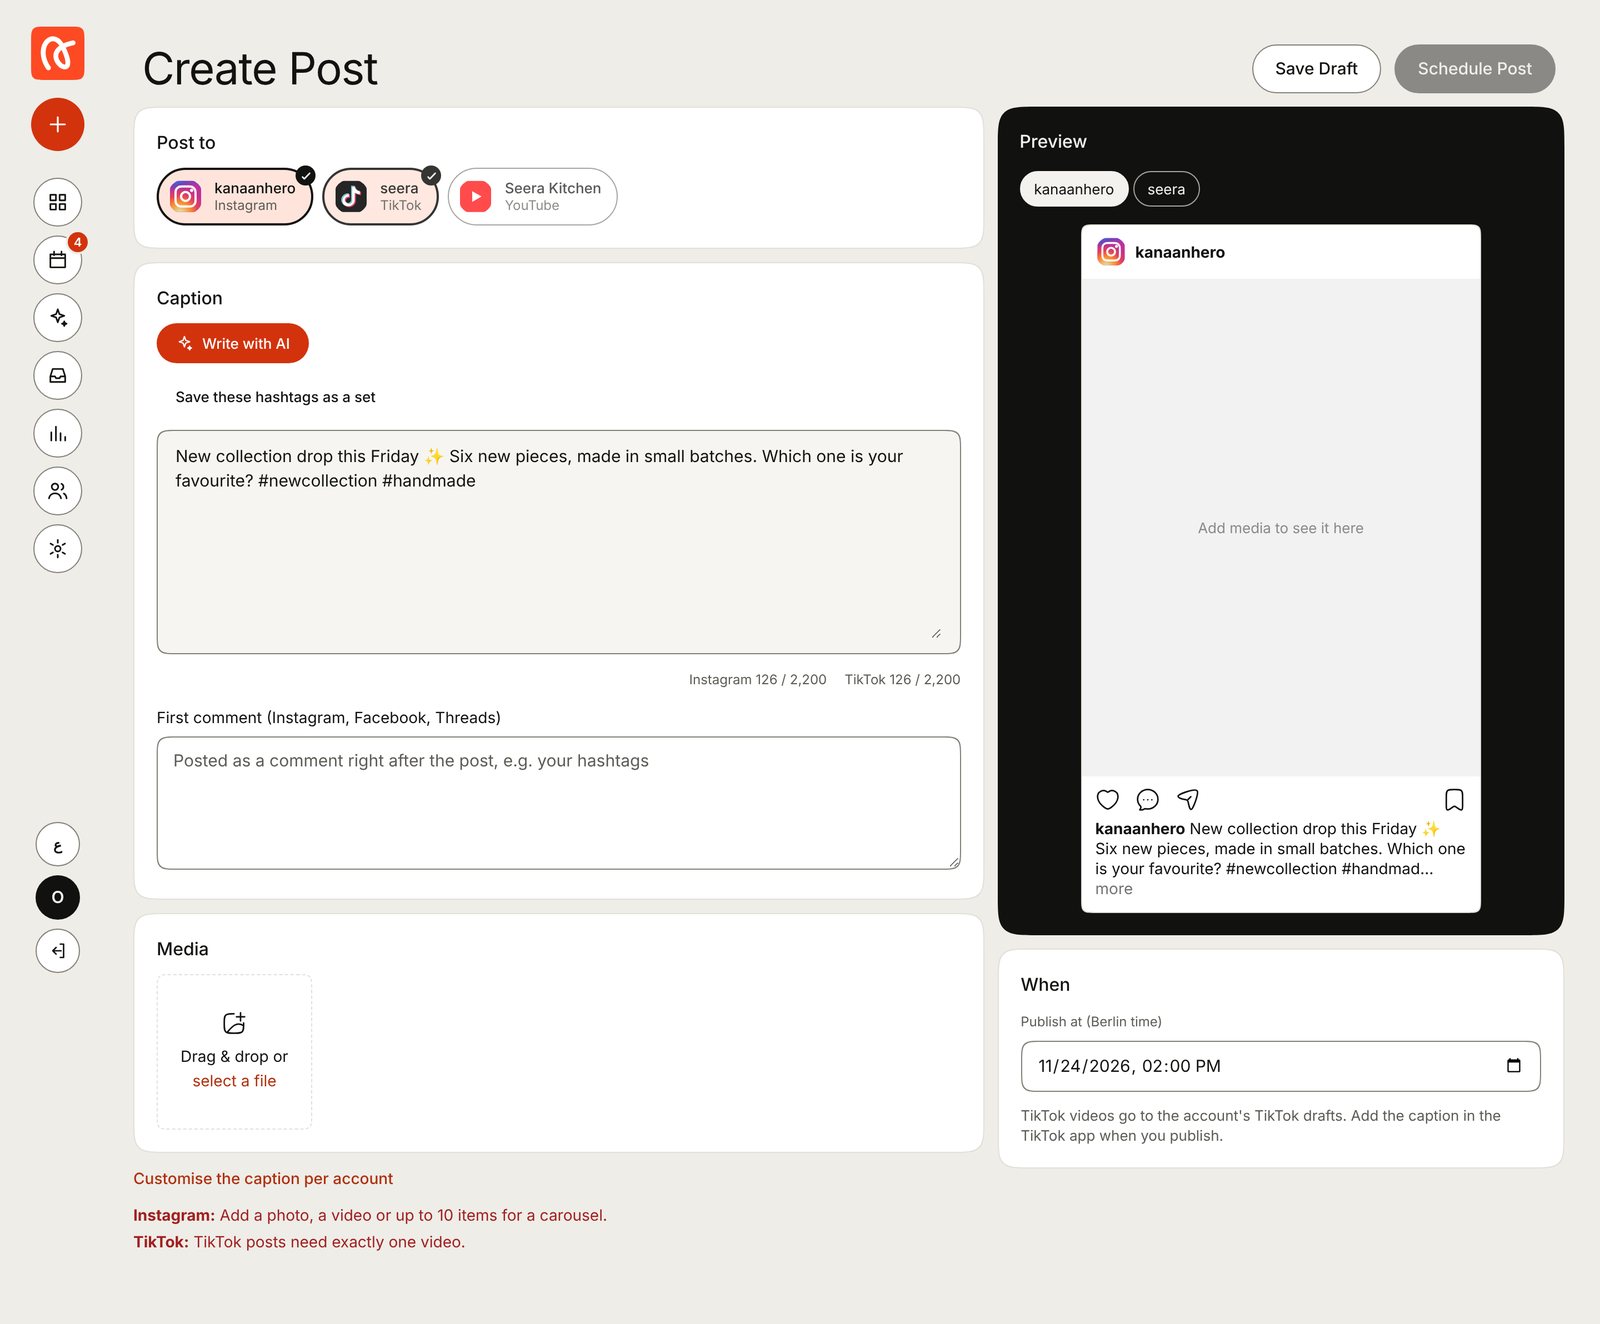 Create Post
Save Draft
Schedule Post
4
ع
O
Post to
kanaanhero
Instagram
seera
TikTok
Seera Kitchen
YouTube
Caption
Write with AI
Save these hashtags as a set
New collection drop this Friday ✨ Six new pieces, made in small batches. Which one is your
favourite? #newcollection #handmade
Instagram 126 / 2,200 TikTok 126 / 2,200
First comment (Instagram, Facebook, Threads)
Posted as a comment right after the post, e.g. your hashtags
Media
Drag & drop or
select a file
Customise the caption per account
Instagram: Add a photo, a video or up to 10 items for a carousel.
TikTok: TikTok posts need exactly one video.
Preview
kanaanhero
seera
kanaanhero
Add media to see it here
kanaanhero New collection drop this Friday ✨
Six new pieces, made in small batches. Which one
is your favourite? #newcollection #handmad...
more
When
Publish at (Berlin time)
11/24/2026, 02:00 PM
TikTok videos go to the account's TikTok drafts. Add the caption in the
TikTok app when you publish.